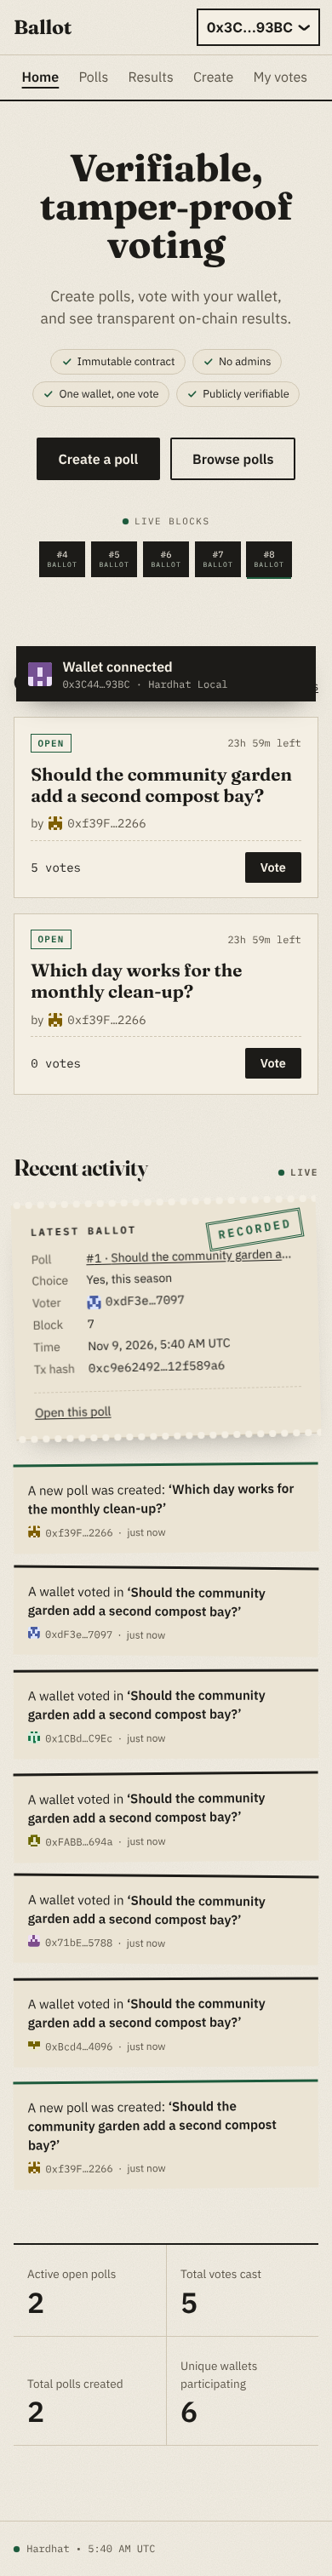 Ballot
0x3C...93BC
Home Polls Results Create My votes
Verifiable,
tamper-proof
voting
Create polls, vote with your wallet,
and see transparent on-chain results.
Immutable contract No admins
One wallet, one vote Publicly verifiable
Create a poll Browse polls
LIVE BLOCKS
#4 #5 #6 #7 #8
BALLOT BALLOT BALLOT BALLOT BALLOT
Wallet connected
0x3C44…93BC · Hardhat Local
OPEN 23h 59m left
Should the community garden
add a second compost bay?
by 0xf39F…2266
5 votes Vote
OPEN 23h 59m left
Which day works for the
monthly clean-up?
by 0xf39F…2266
0 votes Vote
Recent activity LIVE
LATEST BALLOT RECORDED
Poll #1 · Should the community garden a…
Choice Yes, this season
Voter 0xdF3e…7097
Block 7
Time Nov 9, 2026, 5:40 AM UTC
Tx hash 0xc9e62492…12f589a6
Open this poll
A new poll was created: ‘Which day works for
the monthly clean-up?’
0xf39F…2266 · just now
A wallet voted in ‘Should the community
garden add a second compost bay?’
0xdF3e…7097 · just now
A wallet voted in ‘Should the community
garden add a second compost bay?’
0x1CBd…C9Ec · just now
A wallet voted in ‘Should the community
garden add a second compost bay?’
0xFABB…694a · just now
A wallet voted in ‘Should the community
garden add a second compost bay?’
0x71bE…5788 · just now
A wallet voted in ‘Should the community
garden add a second compost bay?’
0xBcd4…4096 · just now
A new poll was created: ‘Should the
community garden add a second compost
bay?’
0xf39F…2266 · just now
Active open polls Total votes cast
2 5
Total polls created Unique wallets
participating
2 6
Hardhat • 5:40 AM UTC